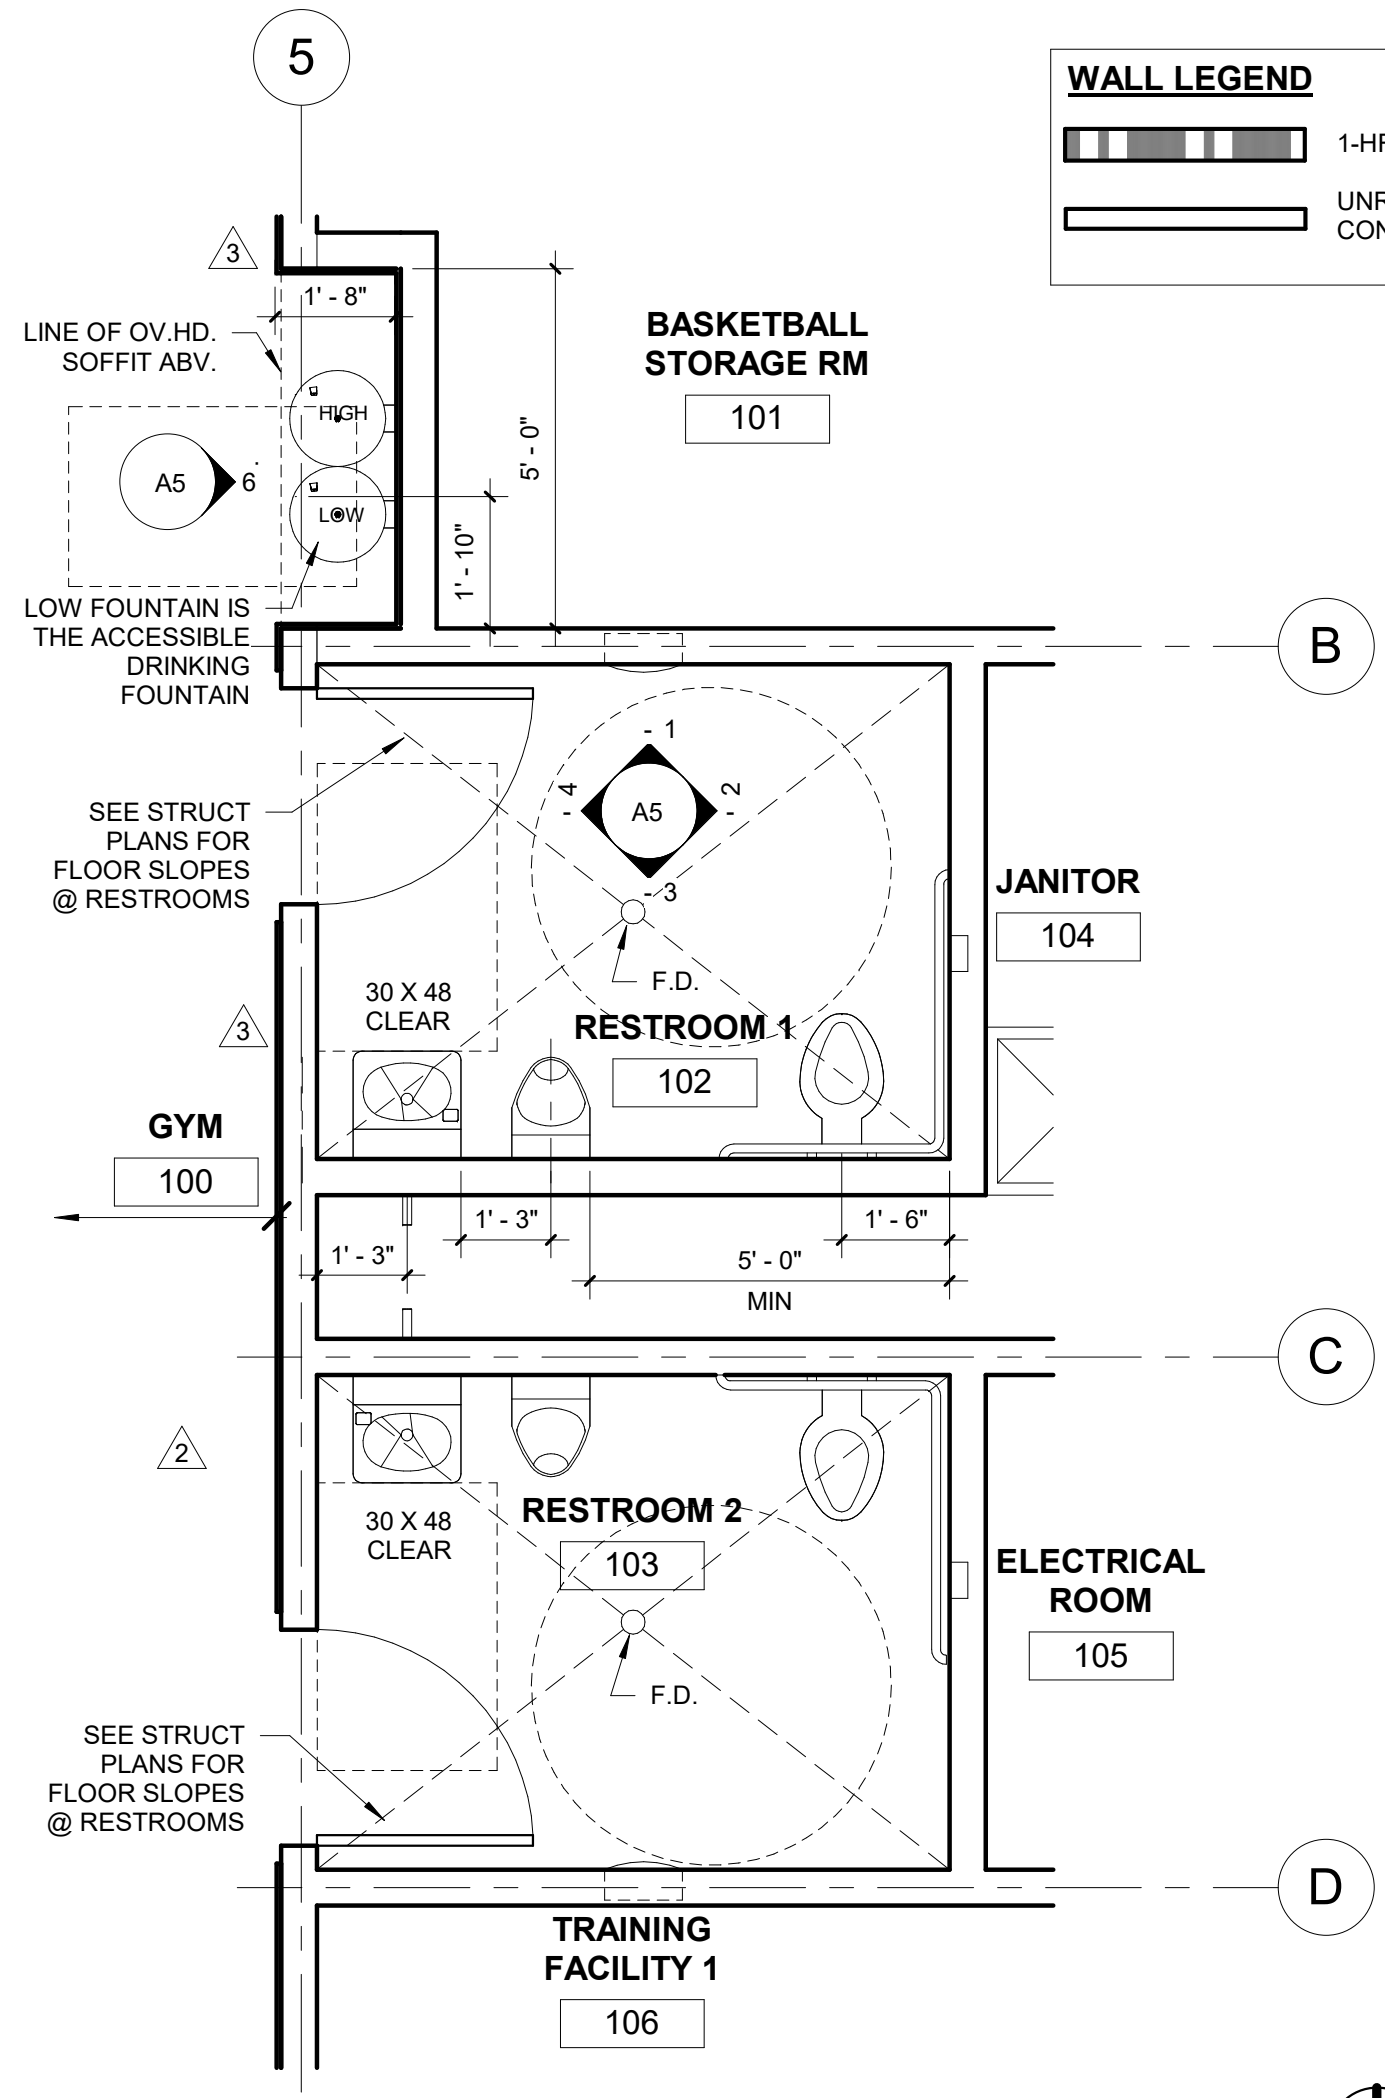 5
WALL LEGEND
3
1' - 8"
LINE OF OV.HD.
SOFFIT ABV.
BASKETBALL
STORAGE RM
101
HIGH
5' - 0"
A5
6
LOW
1' - 10"
LOW FOUNTAIN IS
THE ACCESSIBLE
DRINKING
FOUNTAIN
B
- 1
4 -
A5
2 -
- 3
SEE STRUCT
PLANS FOR
FLOOR SLOPES
@ RESTROOMS
JANITOR
104
F.D.
30 X 48
CLEAR
3
RESTROOM 1
102
GYM
100
1' - 3"
1' - 6"
1' - 3"
5' - 0"
MIN
C
2
RESTROOM 2
103
30 X 48
CLEAR
ELECTRICAL
ROOM
105
F.D.
SEE STRUCT
PLANS FOR
FLOOR SLOPES
@ RESTROOMS
D
TRAINING
FACILITY 1
106